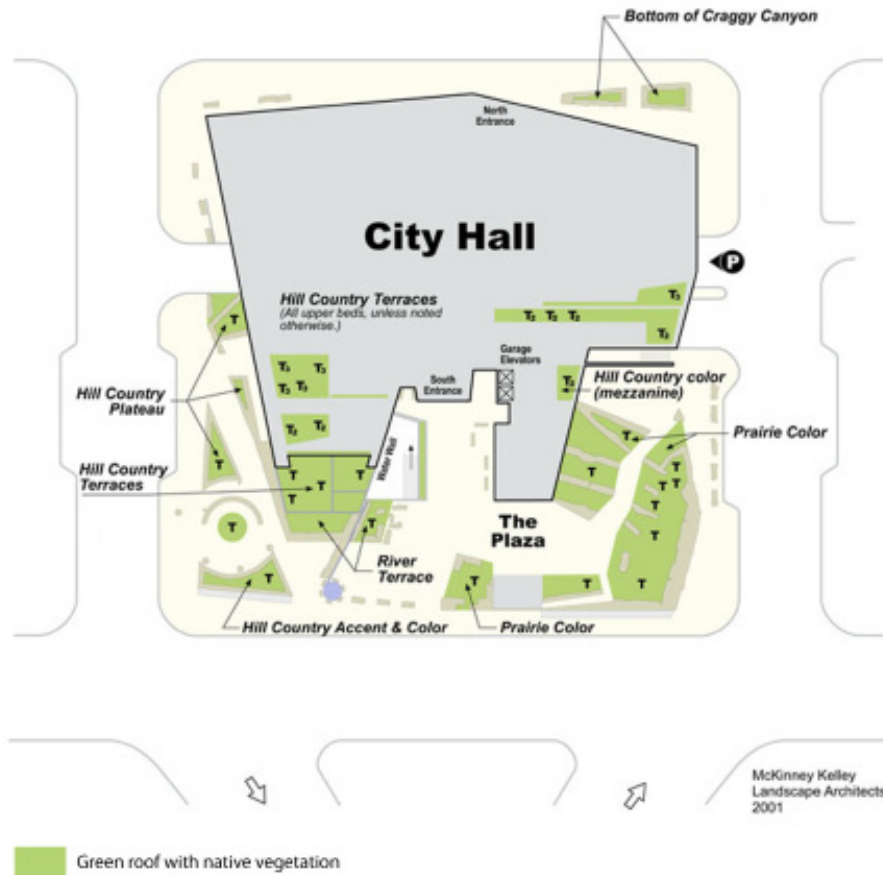 Bottom of Craggy Canyon
North
Entrance
City Hall
P
Hill Country Terraces
(All upper beds, unless noted
otherwise.)
T3
T2 T2 T2
T2
T
Garage
Elevators
T3 T3
T3 T3
South
Entrance
T2
Hill Country color
(mezzanine)
Hill Country
Plateau
T2 T2
Prairie Color
T
Water Wall
Hill Country
Terraces
T
T T
T
T
T
T
T
T
T
T
T
The
Plaza
T
T
River
Terrace
T
T
T
T
Hill Country Accent & Color
Prairie Color
McKinney Kelley
Landscape Architects
2001
Green roof with native vegetation